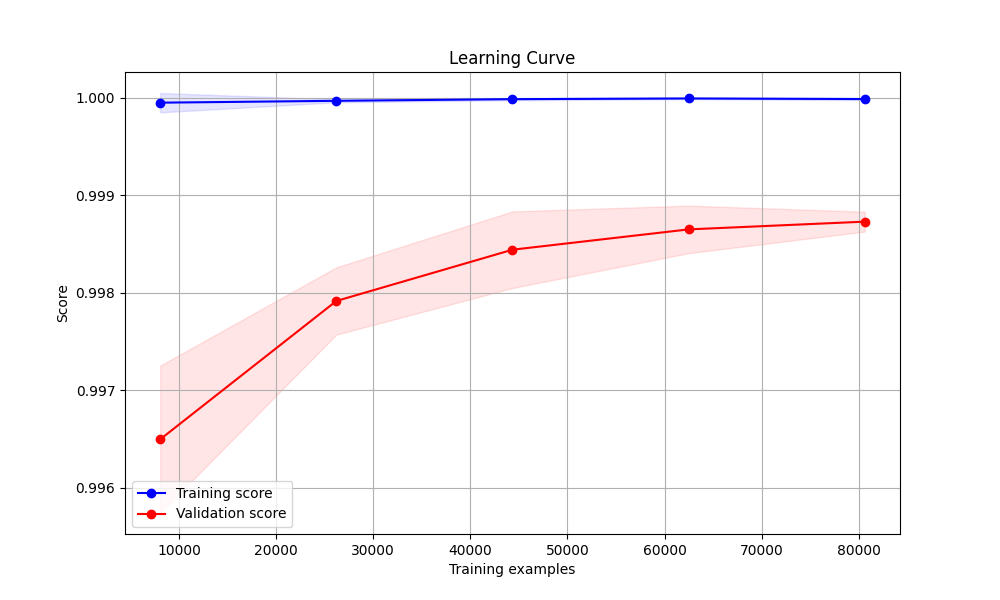 Learning Curve
1.000
0.999
0.998
0.997
0.996
Score
Training score
Validation score
10000 20000 30000 40000 50000 60000 70000 80000
Training examples